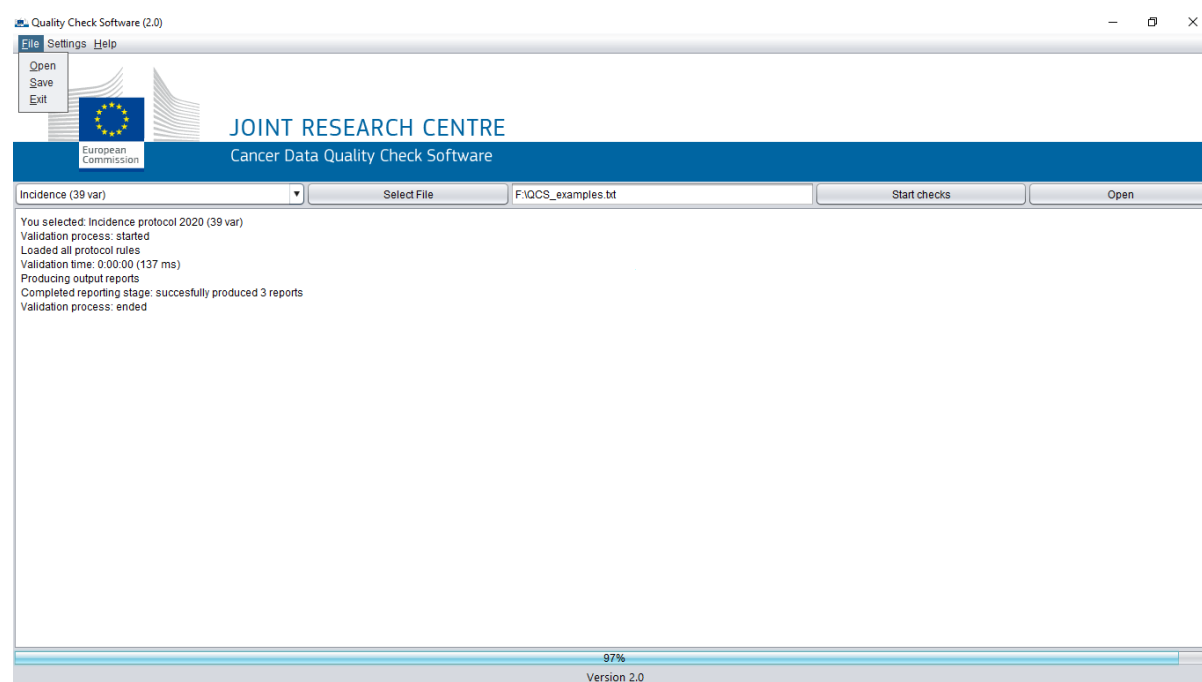 Quality Check Software (2.0)
File Settings Help
Open
Save
Exit
European
Commission
JOINT RESEARCH CENTRE
Cancer Data Quality Check Software
Incidence (39 var) Select File F:\QCS_examples.txt Start checks Open
You selected: Incidence protocol 2020 (39 var)
Validation process: started
Loaded all protocol rules
Validation time: 0:00:00 (137 ms)
Producing output reports
Completed reporting stage: succesfully produced 3 reports
Validation process: ended
97%
Version 2.0